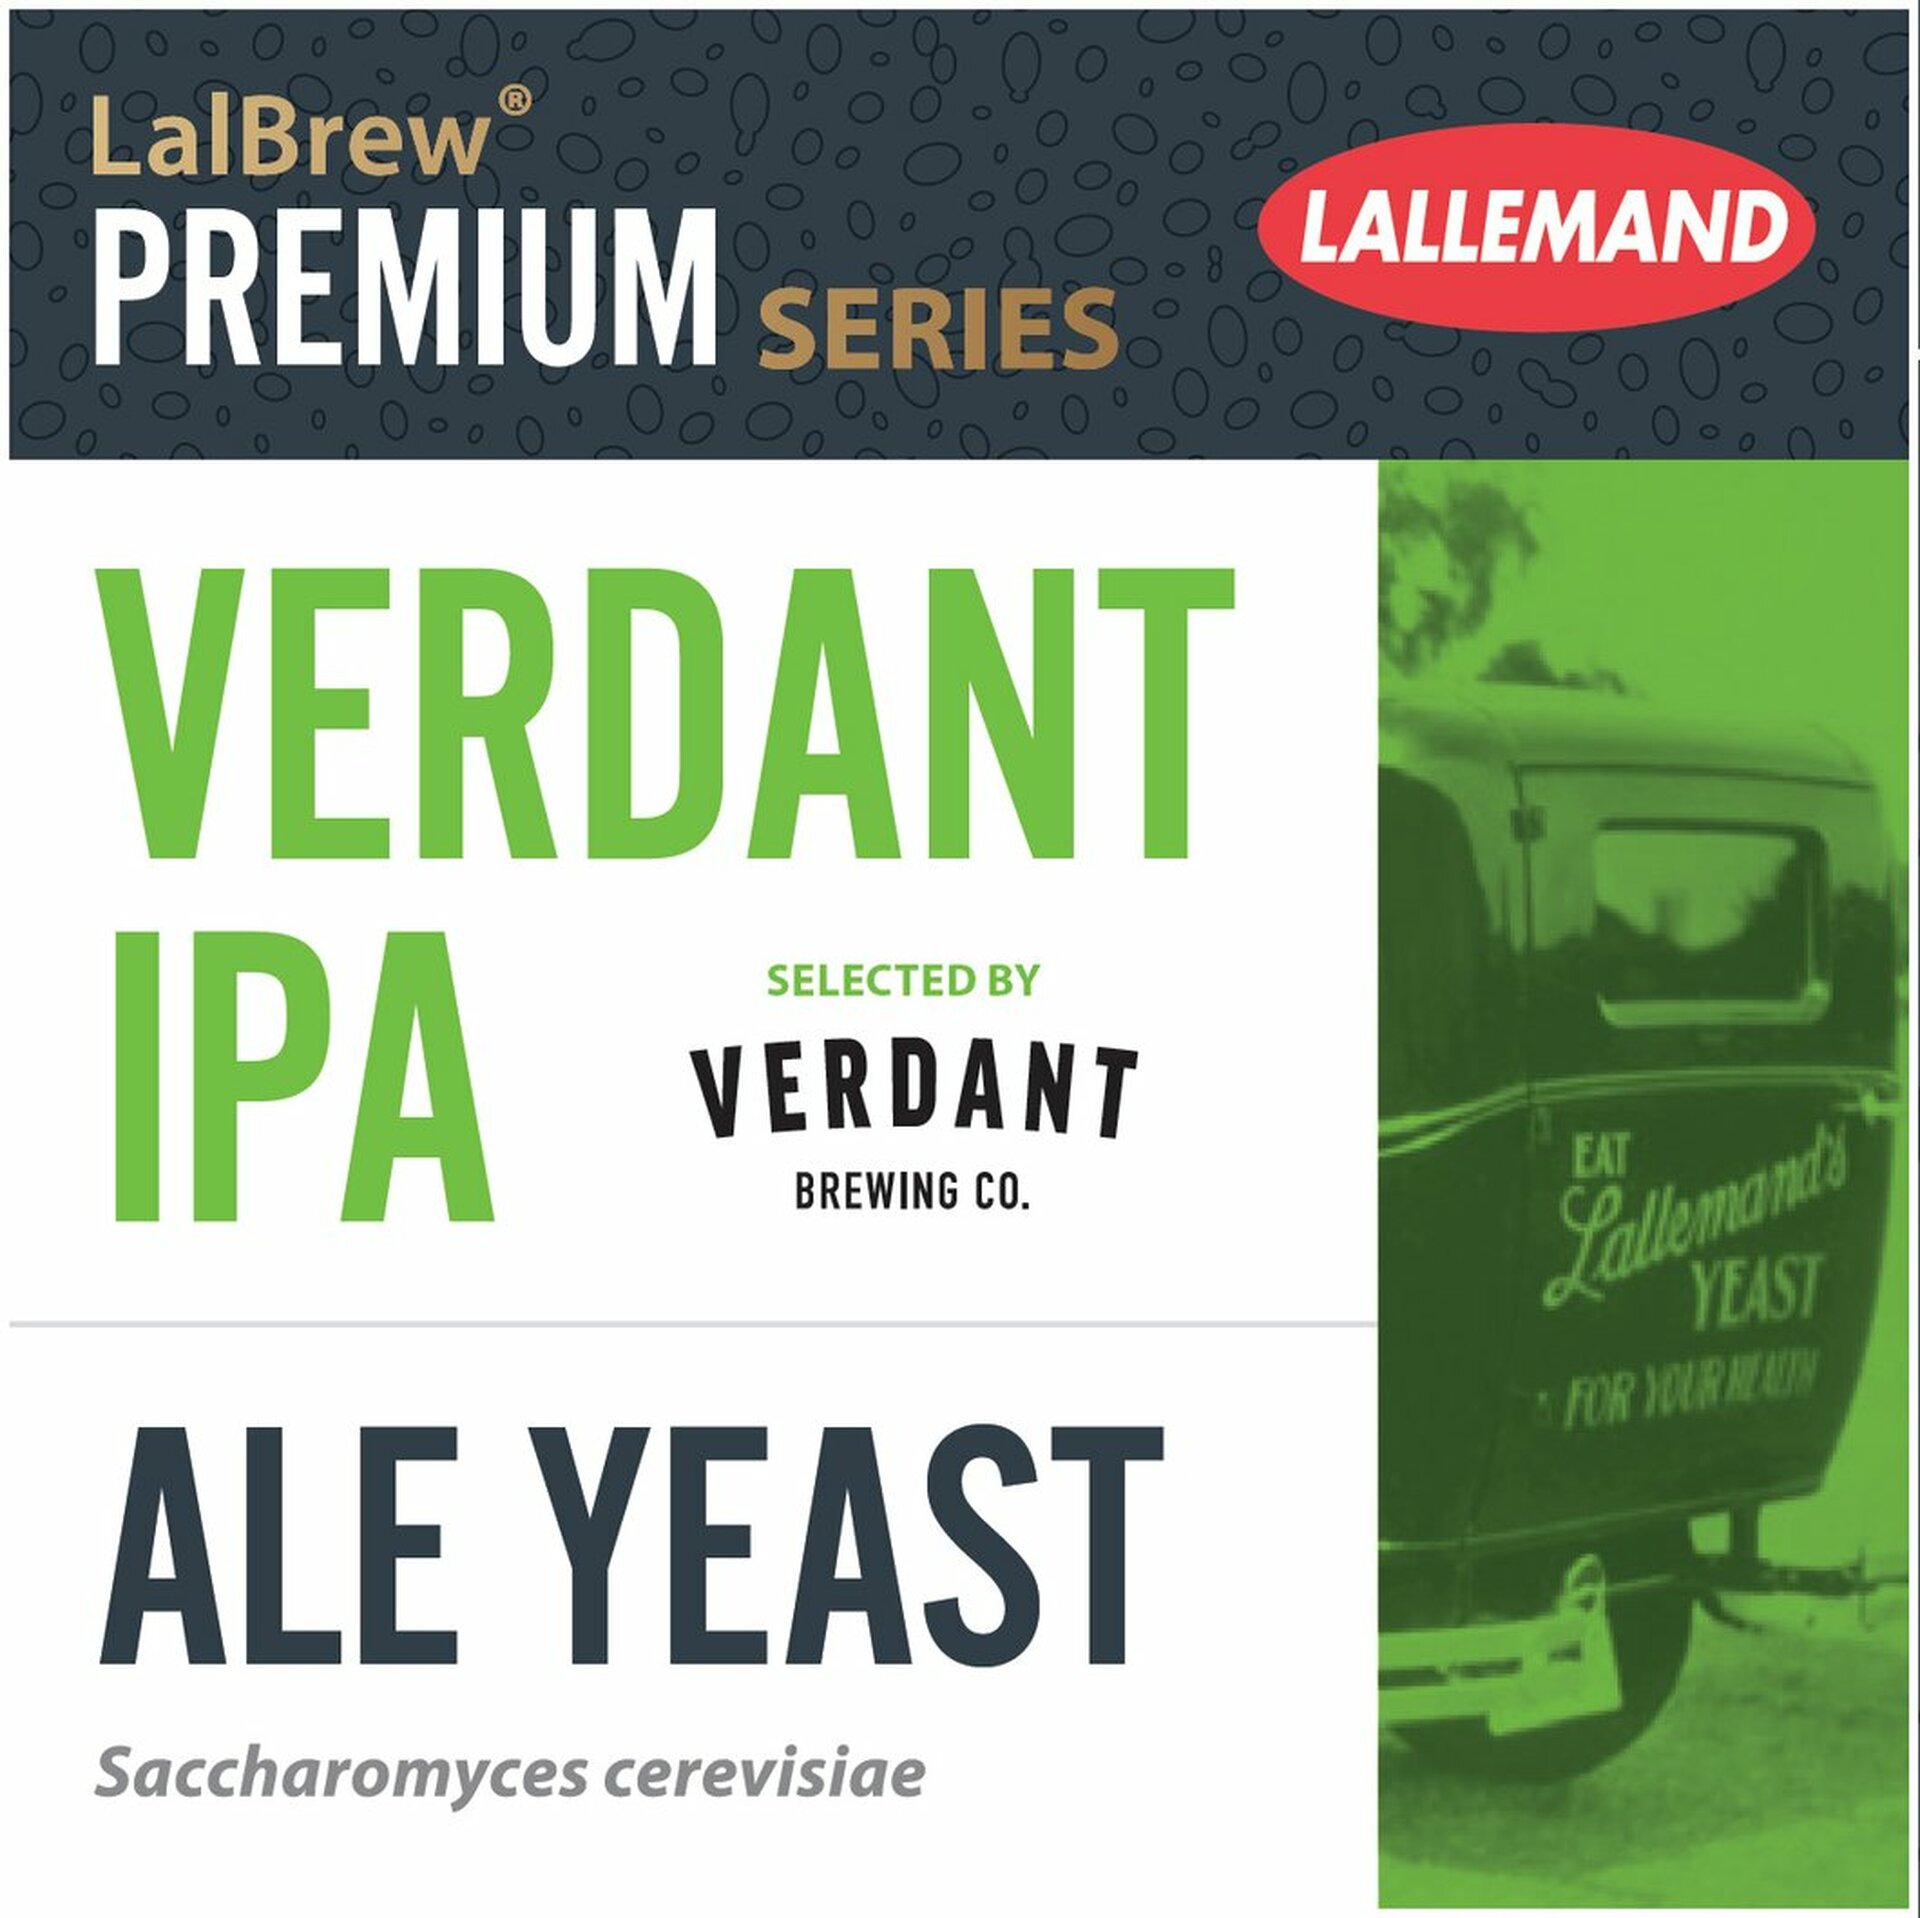 LalBrew®
PREMIUM SERIES
LALLEMAND
VERDANT
IPA
SELECTED BY
VERDANT
BREWING CO.
ALE YEAST
Saccharomyces cerevisiae
EAT
Lallemand's
YEAST
FOR YOUR HEALTH